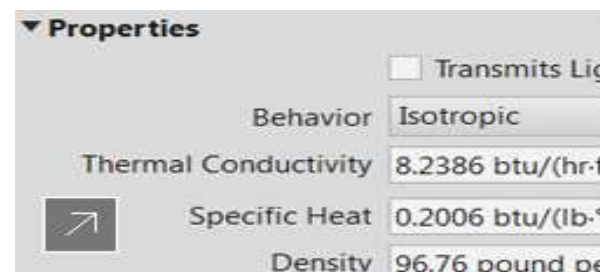 Properties
Transmits Lig
Behavior Isotropic
Thermal Conductivity 8.2386 btu/(hr·f
Specific Heat 0.2006 btu/(lb·°
Density 96.76 pound pe